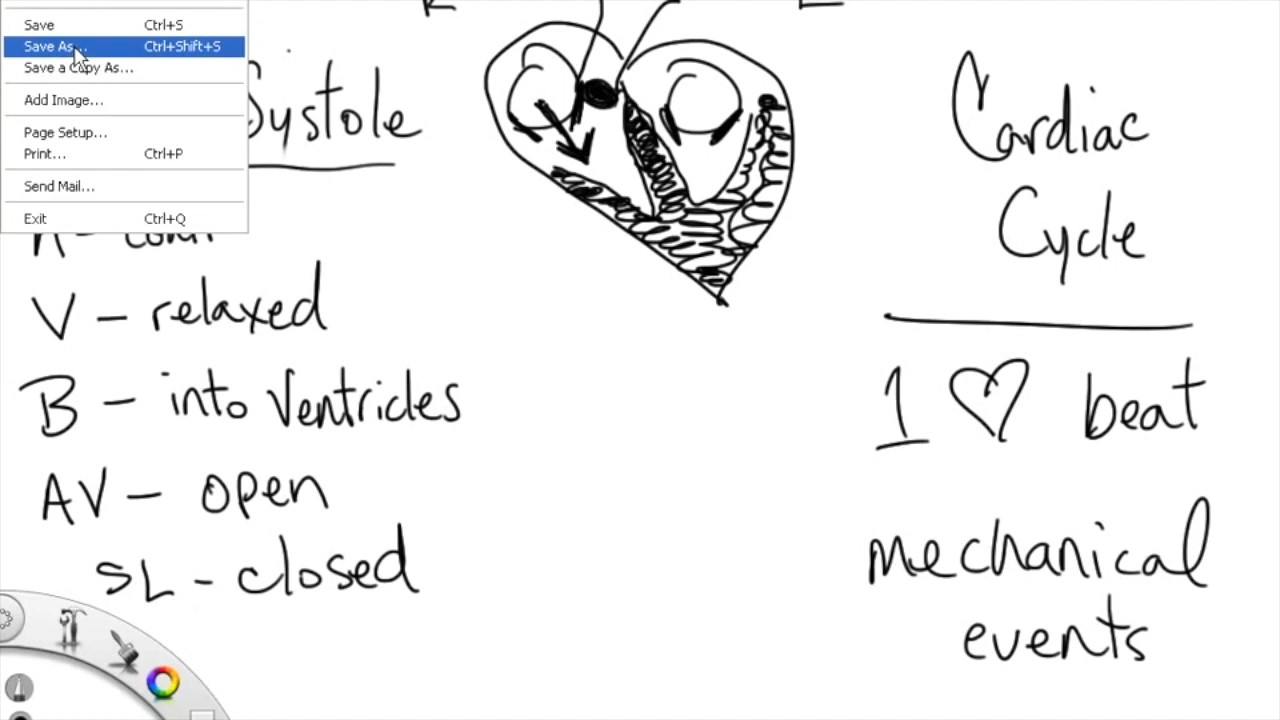 Save Ctrl+S
Save As... Ctrl+Shift+S
Save a Copy As...
Add Image...
Page Setup...
Print... Ctrl+P
Send Mail...
Exit Ctrl+Q
Systole
V - relaxed
B - into Ventricles
AV - open
SL - closed
Cardiac
Cycle
1 ♡ beat
mechanical
events